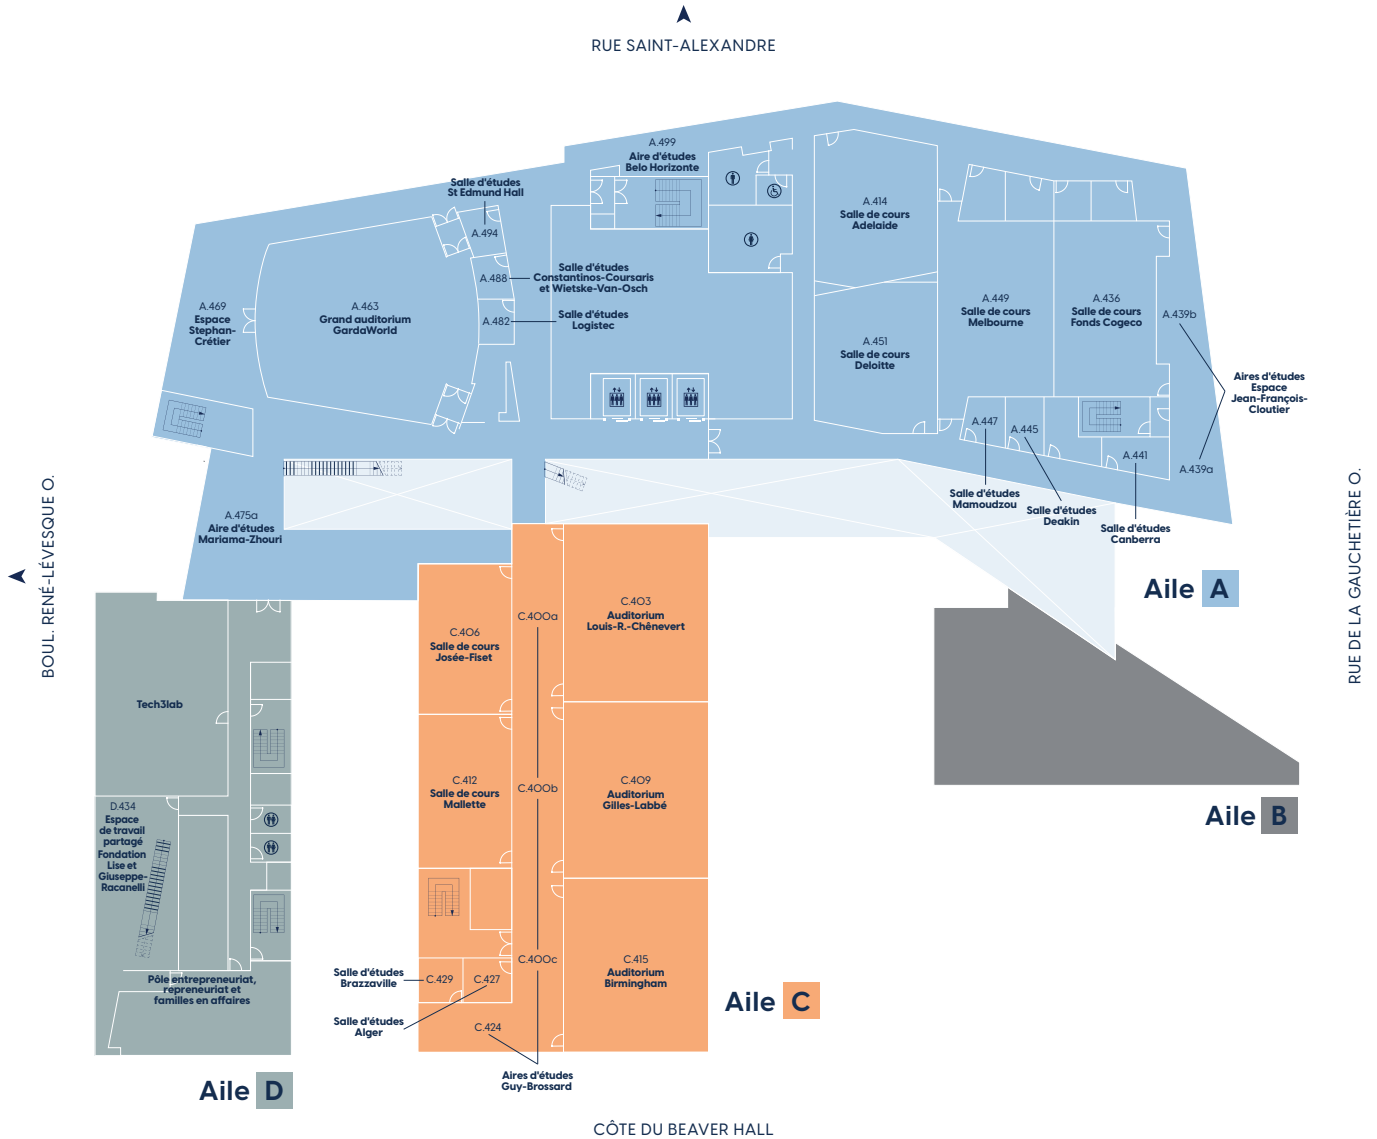 RUE SAINT-ALEXANDRE
A.499
Aire d'études
Belo Horizonte
Salle d'études
St Edmund Hall
A.494
A.488
Salle d'études
Constantinos-Coursaris
et Wietske-Van-Osch
A.482
Salle d'études
Logistec
A.469
Espace
Stephan-
Crétier
A.463
Grand auditorium
GardaWorld
A.414
Salle de cours
Adelaide
A.451
Salle de cours
Deloitte
A.449
Salle de cours
Melbourne
A.436
Salle de cours
Fonds Cogeco
A.439b
Aires d'études
Espace
Jean-François-
Cloutier
A.439a
A.447
A.445
A.441
Salle d'études
Mamoudzou
Salle d'études
Deakin
Salle d'études
Canberra
A.475a
Aire d'études
Mariama-Zhouri
BOUL. RENÉ-LÉVESQUE O.
RUE DE LA GAUCHETIÈRE O.
Aile A
Aile B
C.400a
C.403
Auditorium
Louis-R.-Chênevert
C.406
Salle de cours
Josée-Fiset
C.412
Salle de cours
Mallette
C.400b
C.409
Auditorium
Gilles-Labbé
C.400c
C.415
Auditorium
Birmingham
Salle d'études
Brazzaville
C.429
C.427
Salle d'études
Alger
C.424
Aires d'études
Guy-Brossard
Aile C
Tech3lab
D.434
Espace
de travail
partagé
Fondation
Lise et
Giuseppe-
Racanelli
Pôle entrepreneuriat,
repreneuriat et
familles en affaires
Aile D
CÔTE DU BEAVER HALL